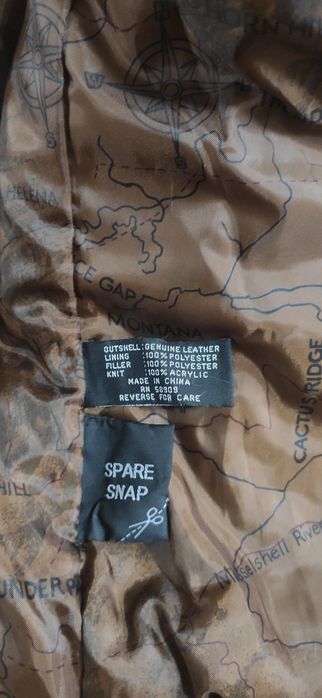 HORN
W
S
S
HELENA
CE GAP
MONTANA
OUTSHELL:GENUINE LEATHER
LINING :100% POLYESTER
FILLER :100% POLYESTER
KNIT :100% ACRYLIC
MADE IN CHINA
RN 58909
REVERSE FOR CARE
CACTUS RIDGE
SPARE
SNAP
HILL
UNDER
Musselshell River